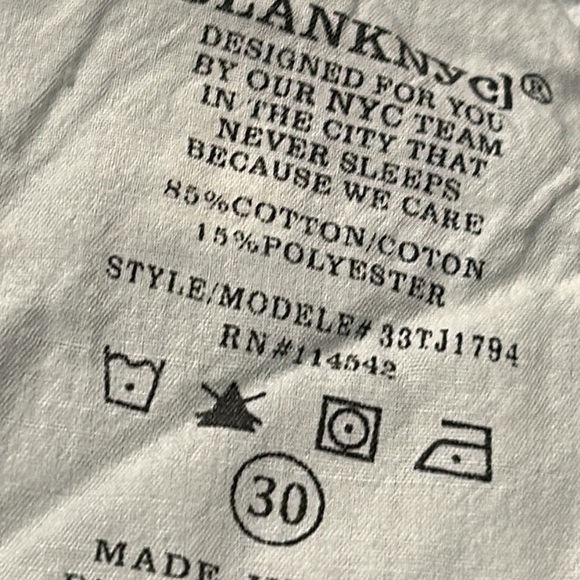 BLANKNYC]®
DESIGNED FOR YOU
BY OUR NYC TEAM
IN THE CITY THAT
NEVER SLEEPS
BECAUSE WE CARE
85%COTTON/COTON
15%POLYESTER
STYLE/MODELE# 33TJ1794
RN#114542
30
MADE